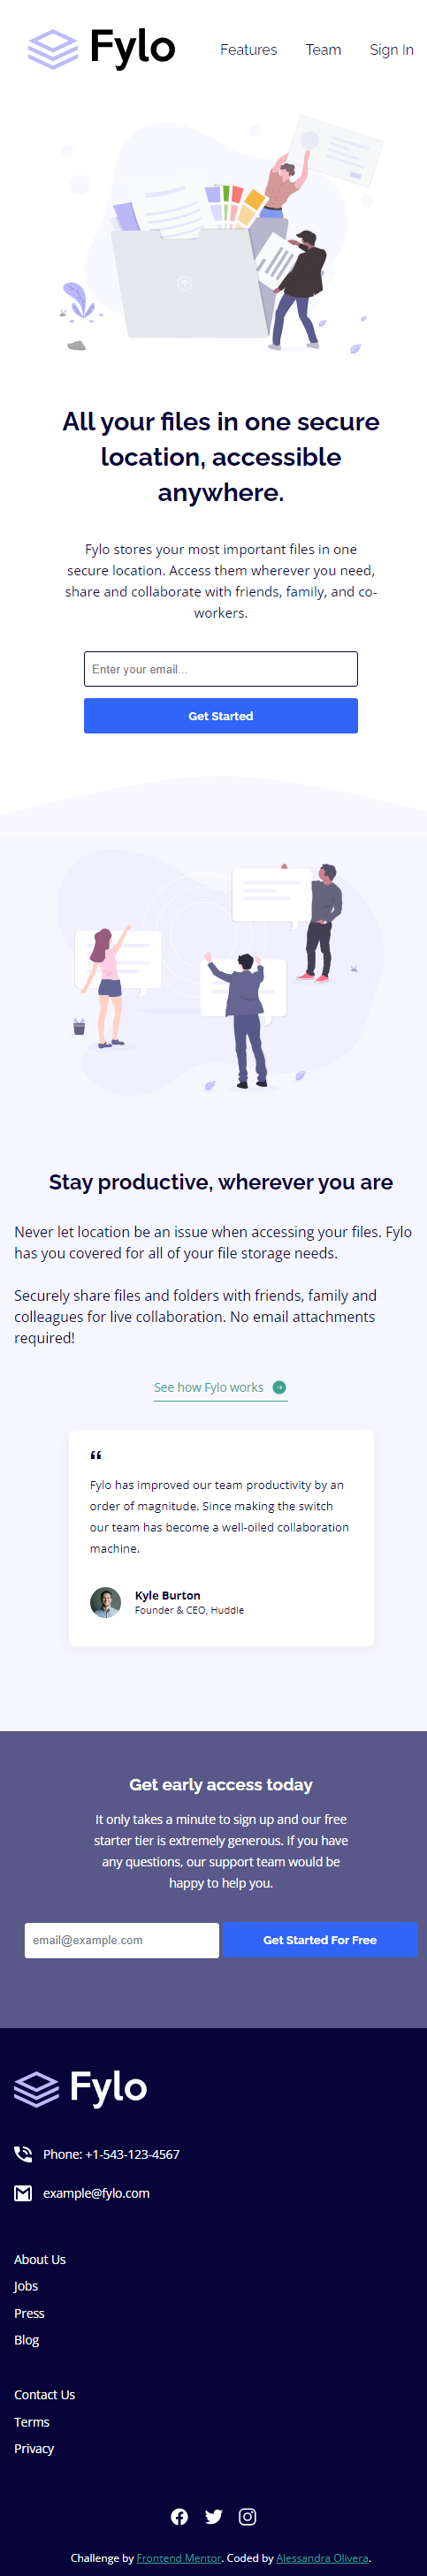 Fylo
Features Team Sign In
All your files in one secure
location, accessible
anywhere.
Fylo stores your most important files in one
secure location. Access them wherever you need,
share and collaborate with friends, family, and co-
workers.
Enter your email...
Get Started
Stay productive, wherever you are
Never let location be an issue when accessing your files. Fylo
has you covered for all of your file storage needs.
Securely share files and folders with friends, family and
colleagues for live collaboration. No email attachments
required!
See how Fylo works
“
Fylo has improved our team productivity by an
order of magnitude. Since making the switch
our team has become a well-oiled collaboration
machine.
Kyle Burton
Founder & CEO, Huddle
Get early access today
It only takes a minute to sign up and our free
starter tier is extremely generous. If you have
any questions, our support team would be
happy to help you.
email@example.com
Get Started For Free
Fylo
Phone: +1-543-123-4567
example@fylo.com
About Us
Jobs
Press
Blog
Contact Us
Terms
Privacy
Challenge by Frontend Mentor. Coded by Alessandra Olivera.